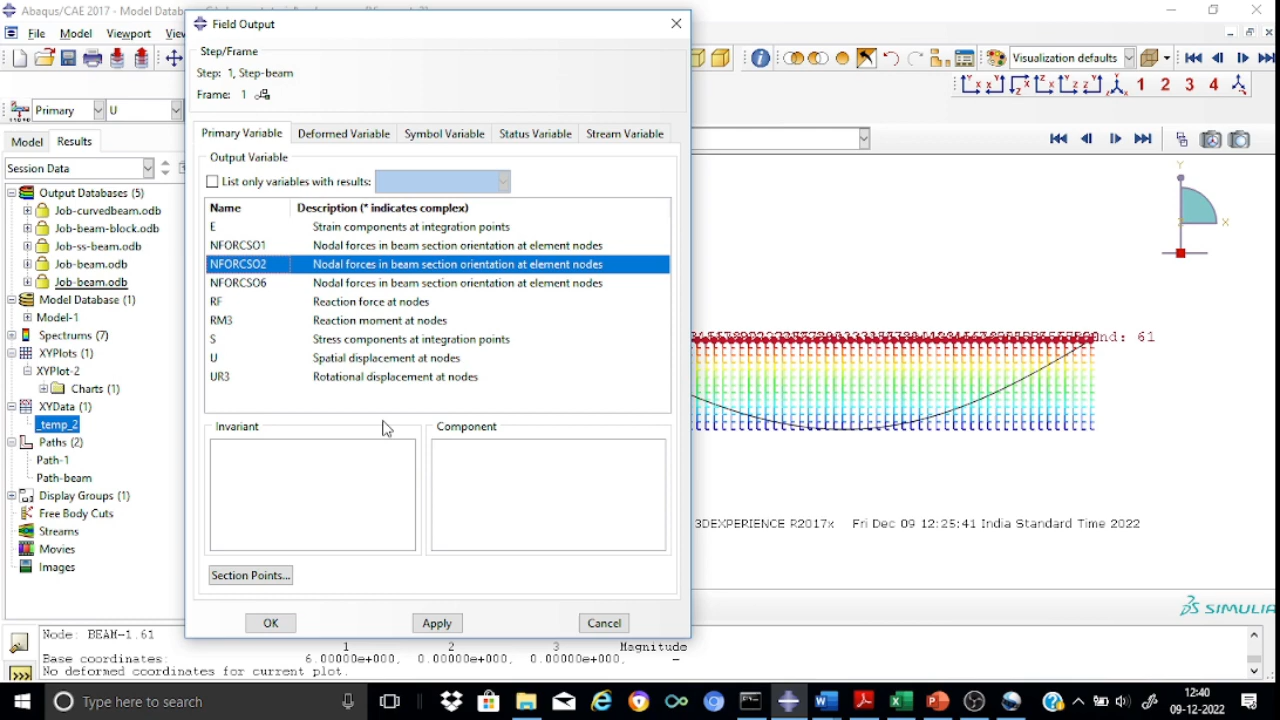 Abaqus/CAE 2017 - Model Datab
Field Output
File Model Viewport Viev
Step/Frame
Step: 1, Step-beam
Frame: 1
Visualization defaults
1 2 3 4
Primary U
Model Results
Primary Variable Deformed Variable Symbol Variable Status Variable Stream Variable
Session Data
Output Variable
List only variables with results:
Name Description (* indicates complex)
E Strain components at integration points
NFORCSO1 Nodal forces in beam section orientation at element nodes
NFORCSO2 Nodal forces in beam section orientation at element nodes
NFORCSO6 Nodal forces in beam section orientation at element nodes
RF Reaction force at nodes
RM3 Reaction moment at nodes
S Stress components at integration points
U Spatial displacement at nodes
UR3 Rotational displacement at nodes
Invariant Component
Section Points...
OK Apply Cancel
Output Databases (5)
Job-curvedbeam.odb
Job-beam-block.odb
Job-ss-beam.odb
Job-beam.odb
Job-beam.odb
Model Database (1)
Model-1
Spectrums (7)
XYPlots (1)
XYPlot-2
Charts (1)
XYData (1)
_temp_2
Paths (2)
Path-1
Path-beam
Display Groups (1)
Free Body Cuts
Streams
Movies
Images
Y
X
nd: 61
3DEXPERIENCE R2017x Fri Dec 09 12:25:41 India Standard Time 2022
SIMULIA
Node: BEAM-1.61
1 2 3 Magnitude
Base coordinates: 6.00000e+000, 0.00000e+000, 0.00000e+000, -
No deformed coordinates for current plot.
Type here to search
12:40
09-12-2022